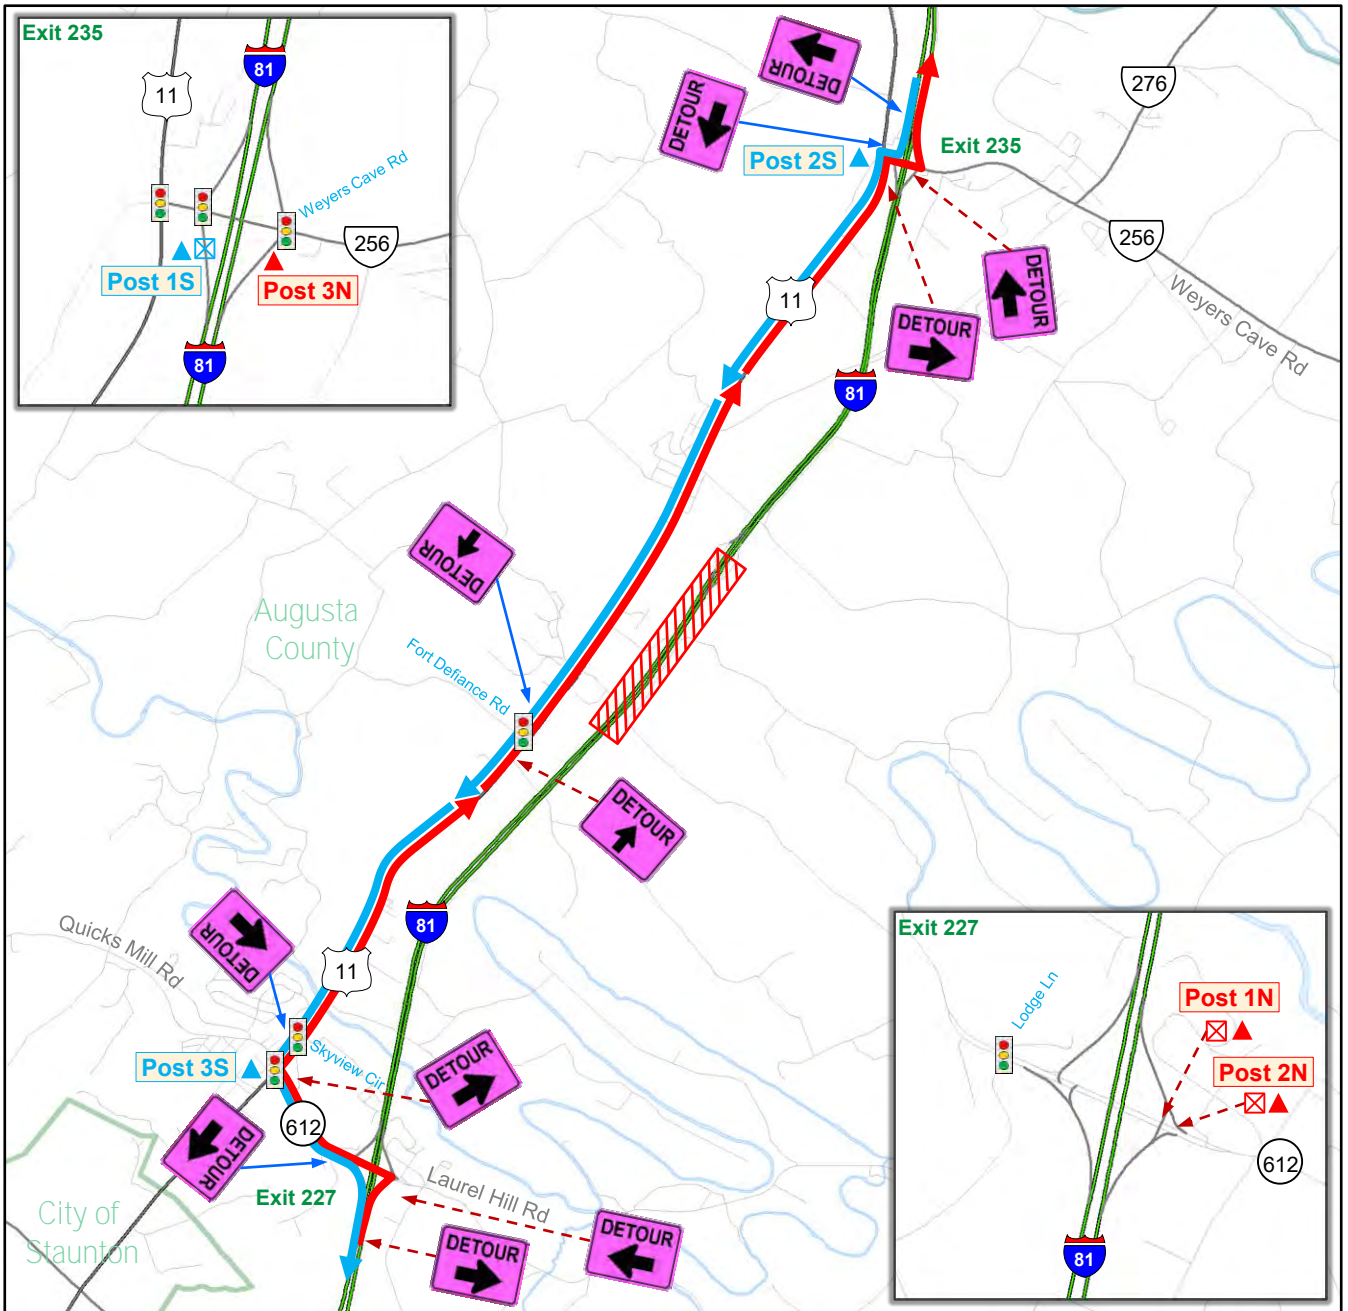 Exit 235
81
11
Weyers Cave Rd
256
Post 1S
Post 3N
81
DETOUR
DETOUR
Post 2S
Exit 235
276
256
Weyers Cave Rd
DETOUR
DETOUR
11
81
DETOUR
Augusta
County
Fort Defiance Rd
DETOUR
81
Quicks Mill Rd
DETOUR
11
Skyview Cir
Post 3S
DETOUR
612
DETOUR
Exit 227
Laurel Hill Rd
City of
Staunton
DETOUR
DETOUR
Exit 227
Lodge Ln
Post 1N
Post 2N
612
81